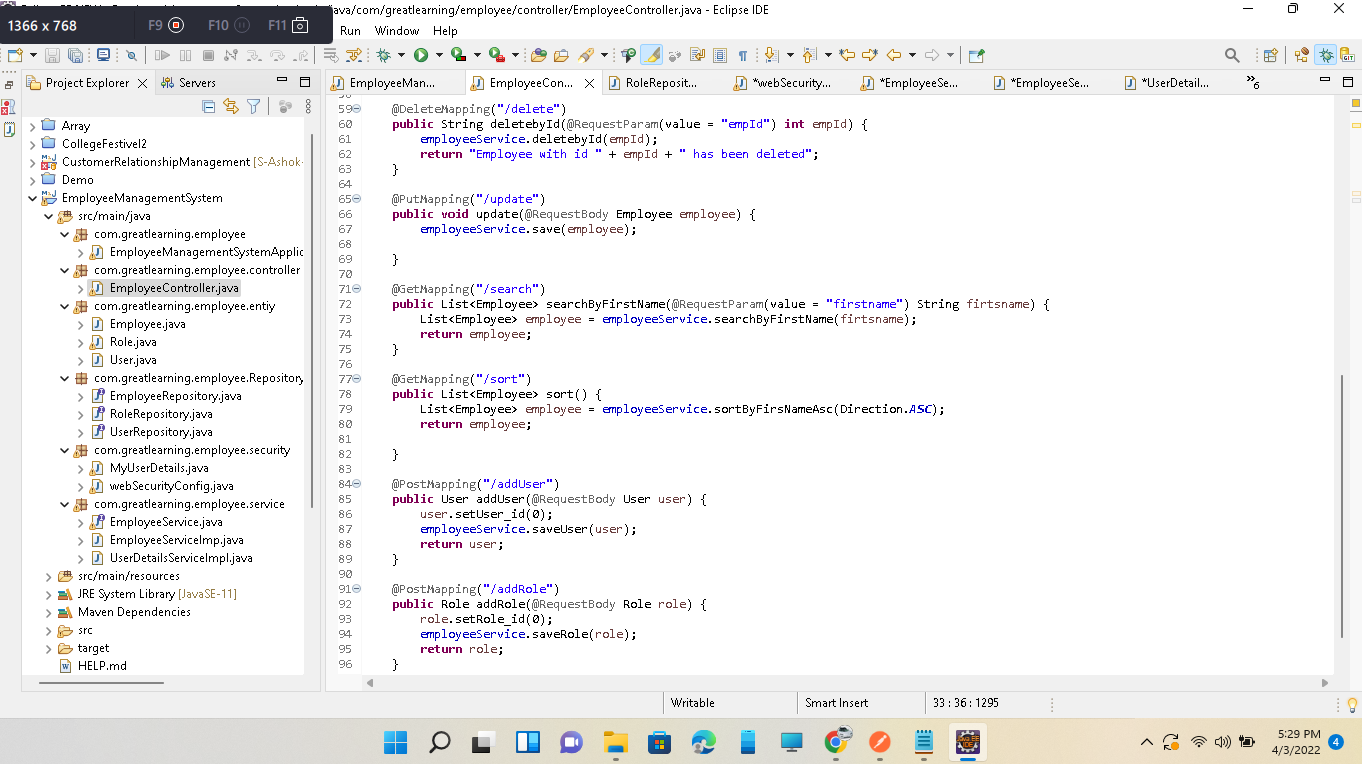 java/com/greatlearning/employee/controller/EmployeeController.java - Eclipse IDE
1366 x 768
F9
F10
F11
Run Window Help
Project Explorer
Servers
EmployeeMan...
EmployeeCon...
RoleReposit...
*webSecurity...
*EmployeeSe...
*EmployeeSe...
*UserDetail...
»6
Array
CollegeFestivel2
CustomerRelationshipManagement [S-Ashok-
Demo
EmployeeManagementSystem
src/main/java
com.greatlearning.employee
EmployeeManagementSystemApplic
com.greatlearning.employee.controller
EmployeeController.java
com.greatlearning.employee.entiy
Employee.java
Role.java
User.java
com.greatlearning.employee.Repository
EmployeeRepository.java
RoleRepository.java
UserRepository.java
com.greatlearning.employee.security
MyUserDetails.java
webSecurityConfig.java
com.greatlearning.employee.service
EmployeeService.java
EmployeeServiceImp.java
UserDetailsServiceImpl.java
src/main/resources
JRE System Library [JavaSE-11]
Maven Dependencies
src
target
HELP.md
59 @DeleteMapping("/delete")
60 public String deletebyId(@RequestParam(value = "empId") int empId) {
61 employeeService.deletebyId(empId);
62 return "Employee with id " + empId + " has been deleted";
63 }
64
65 @PutMapping("/update")
66 public void update(@RequestBody Employee employee) {
67 employeeService.save(employee);
68
69 }
70
71 @GetMapping("/search")
72 public List<Employee> searchByFirstName(@RequestParam(value = "firstname") String firtsname) {
73 List<Employee> employee = employeeService.searchByFirstName(firtsname);
74 return employee;
75 }
76
77 @GetMapping("/sort")
78 public List<Employee> sort() {
79 List<Employee> employee = employeeService.sortByFirsNameAsc(Direction.ASC);
80 return employee;
81
82 }
83
84 @PostMapping("/addUser")
85 public User addUser(@RequestBody User user) {
86 user.setUser_id(0);
87 employeeService.saveUser(user);
88 return user;
89 }
90
91 @PostMapping("/addRole")
92 public Role addRole(@RequestBody Role role) {
93 role.setRole_id(0);
94 employeeService.saveRole(role);
95 return role;
96 }
Writable
Smart Insert
33 : 36 : 1295
5:29 PM
4/3/2022
4